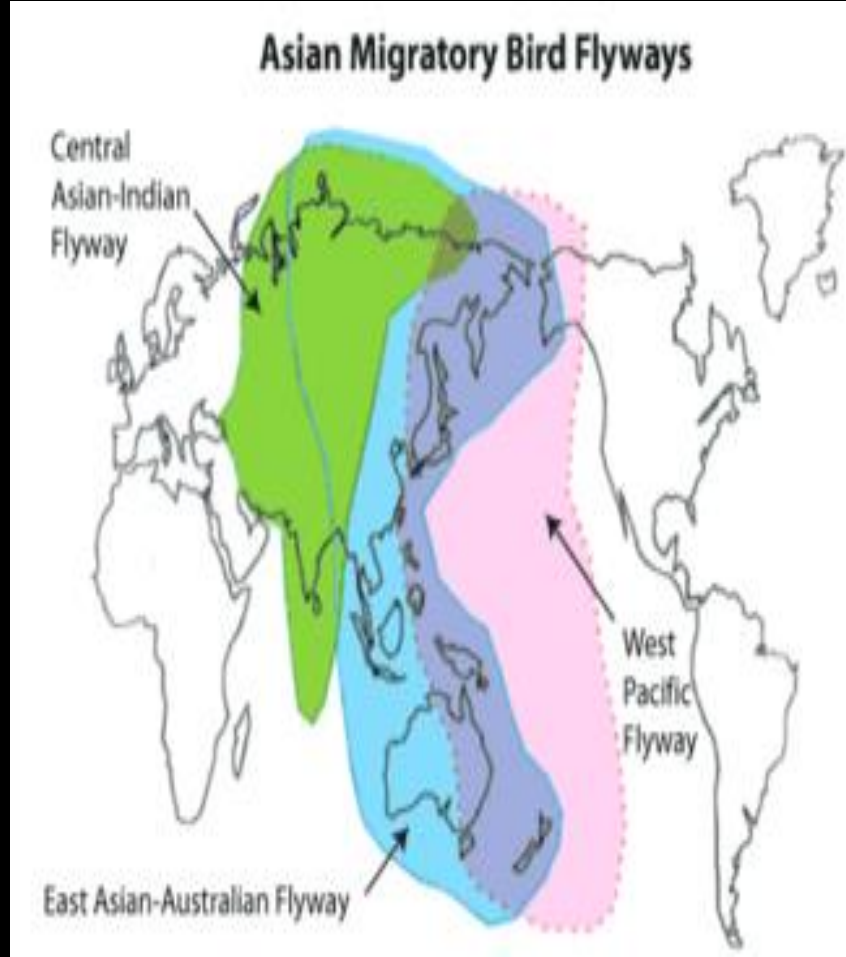 Asian Migratory Bird Flyways
Central
Asian-Indian
Flyway
West
Pacific
Flyway
East Asian-Australian Flyway